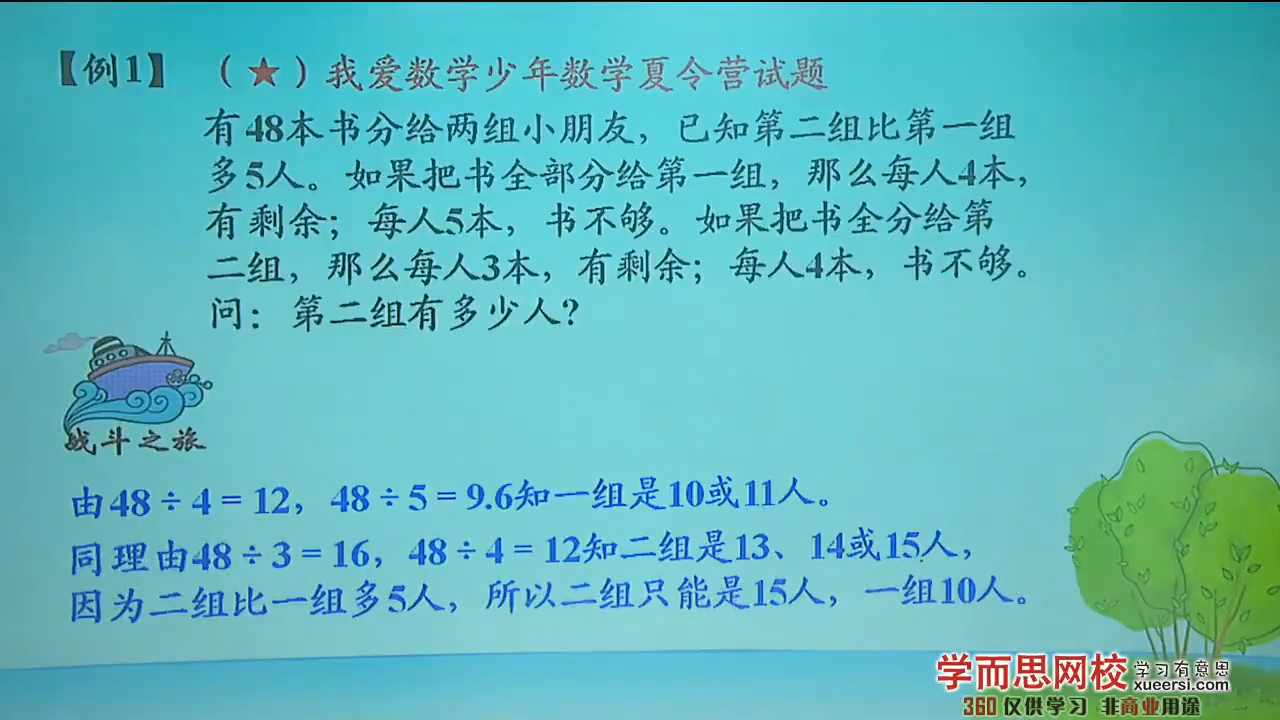 【例1】 （★）我爱数学少年数学夏令营试题
有48本书分给两组小朋友，已知第二组比第一组
多5人。如果把书全部分给第一组，那么每人4本，
有剩余；每人5本，书不够。如果把书全分给第
二组，那么每人3本，有剩余；每人4本，书不够。
问：第二组有多少人？
战斗之旅
由48÷4=12，48÷5=9.6知一组是10或11人。
同理由48÷3=16，48÷4=12知二组是13、14或15人，
因为二组比一组多5人，所以二组只能是15人，一组10人。
学而思网校 学习有意思
xueersi.com
360仅供学习 非商业用途